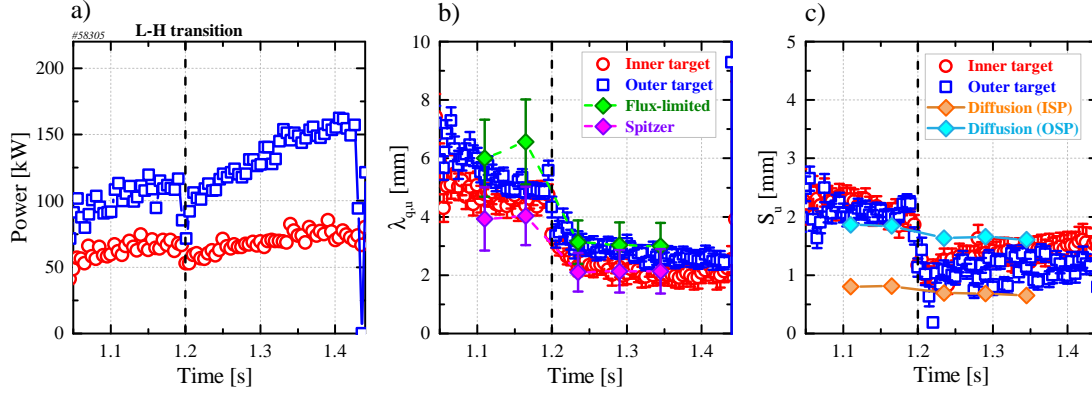 a)
#58305
L-H transition
200
150
100
50
0
Power [kW]
1.1
1.2
1.3
1.4
Time [s]
b)
Inner target
Outer target
Flux-limited
Spitzer
10
8
6
4
2
0
λq,u [mm]
1.1
1.2
1.3
1.4
Time [s]
c)
Inner target
Outer target
Diffusion (ISP)
Diffusion (OSP)
5
4
3
2
1
0
Su [mm]
1.1
1.2
1.3
1.4
Time [s]